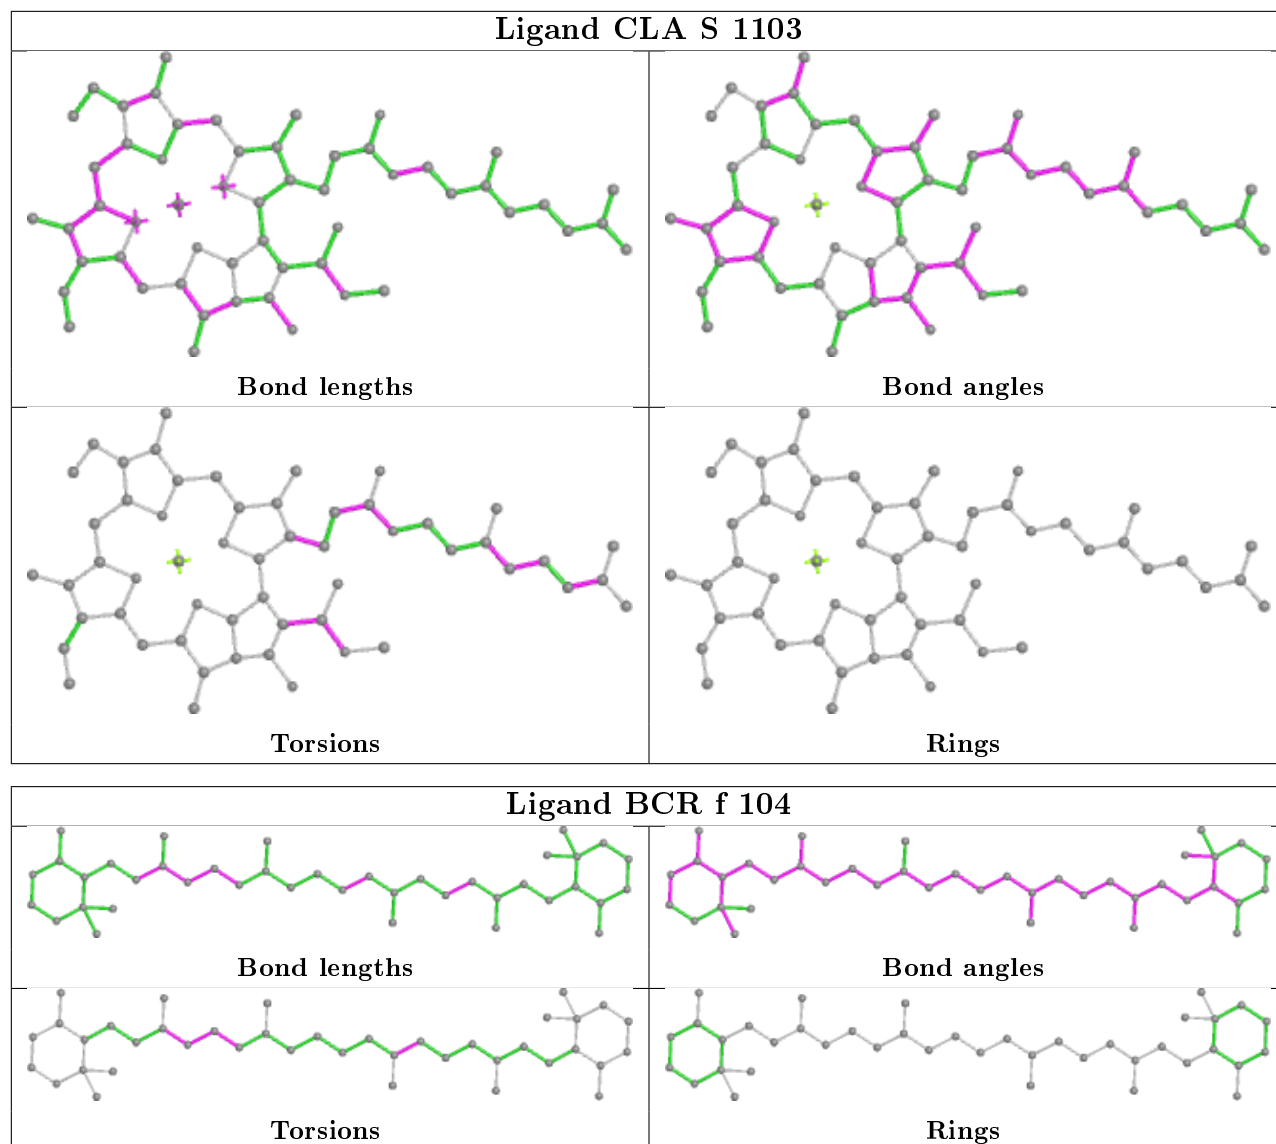 Ligand CLA S 1103
Bond lengths
Bond angles
Torsions
Rings
Ligand BCR f 104
Bond lengths
Bond angles
Torsions
Rings